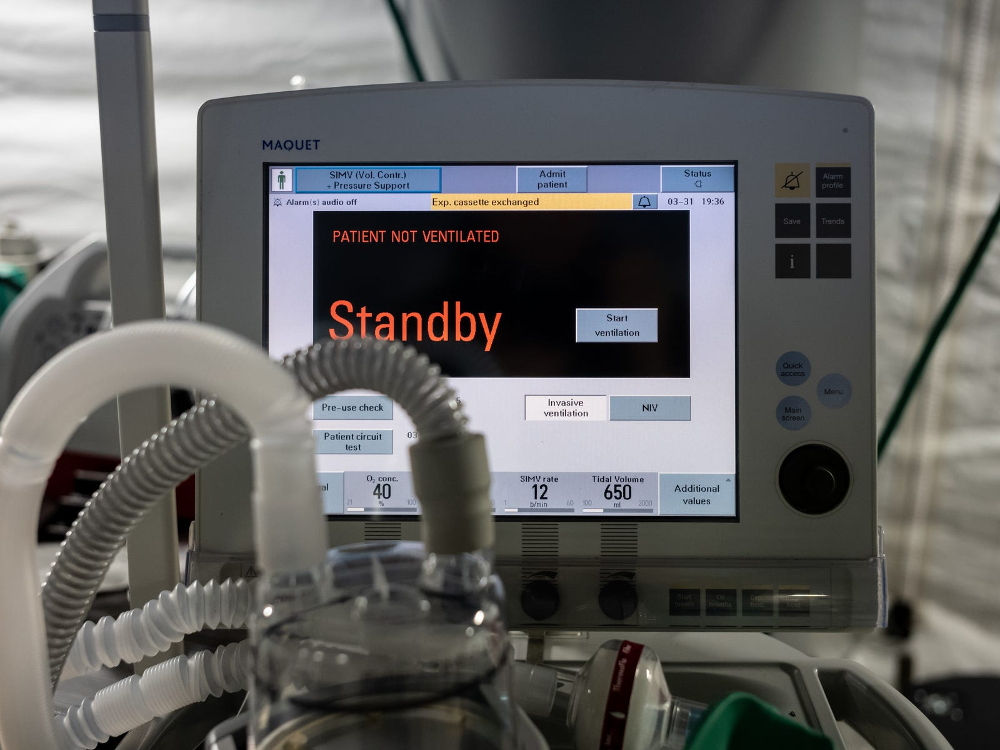 MAQUET
SIMV (Vol. Contr.)
+ Pressure Support
Admit
patient
Status
Alarm(s) audio off
Exp. cassette exchanged
03-31 19:36
PATIENT NOT VENTILATED
Standby
Start
ventilation
Pre-use check
5
Invasive
ventilation
NIV
Patient circuit
test
03
al
O₂ conc.
40
%
21
100
SIMV rate
12
b/min
1
60
Tidal Volume
650
ml
100
2000
Additional
values
Alarm
profile
Save
Trends
i
Quick
access
Menu
Main
screen
Start
breath
O₂
breaths
Exp.
hold
hold